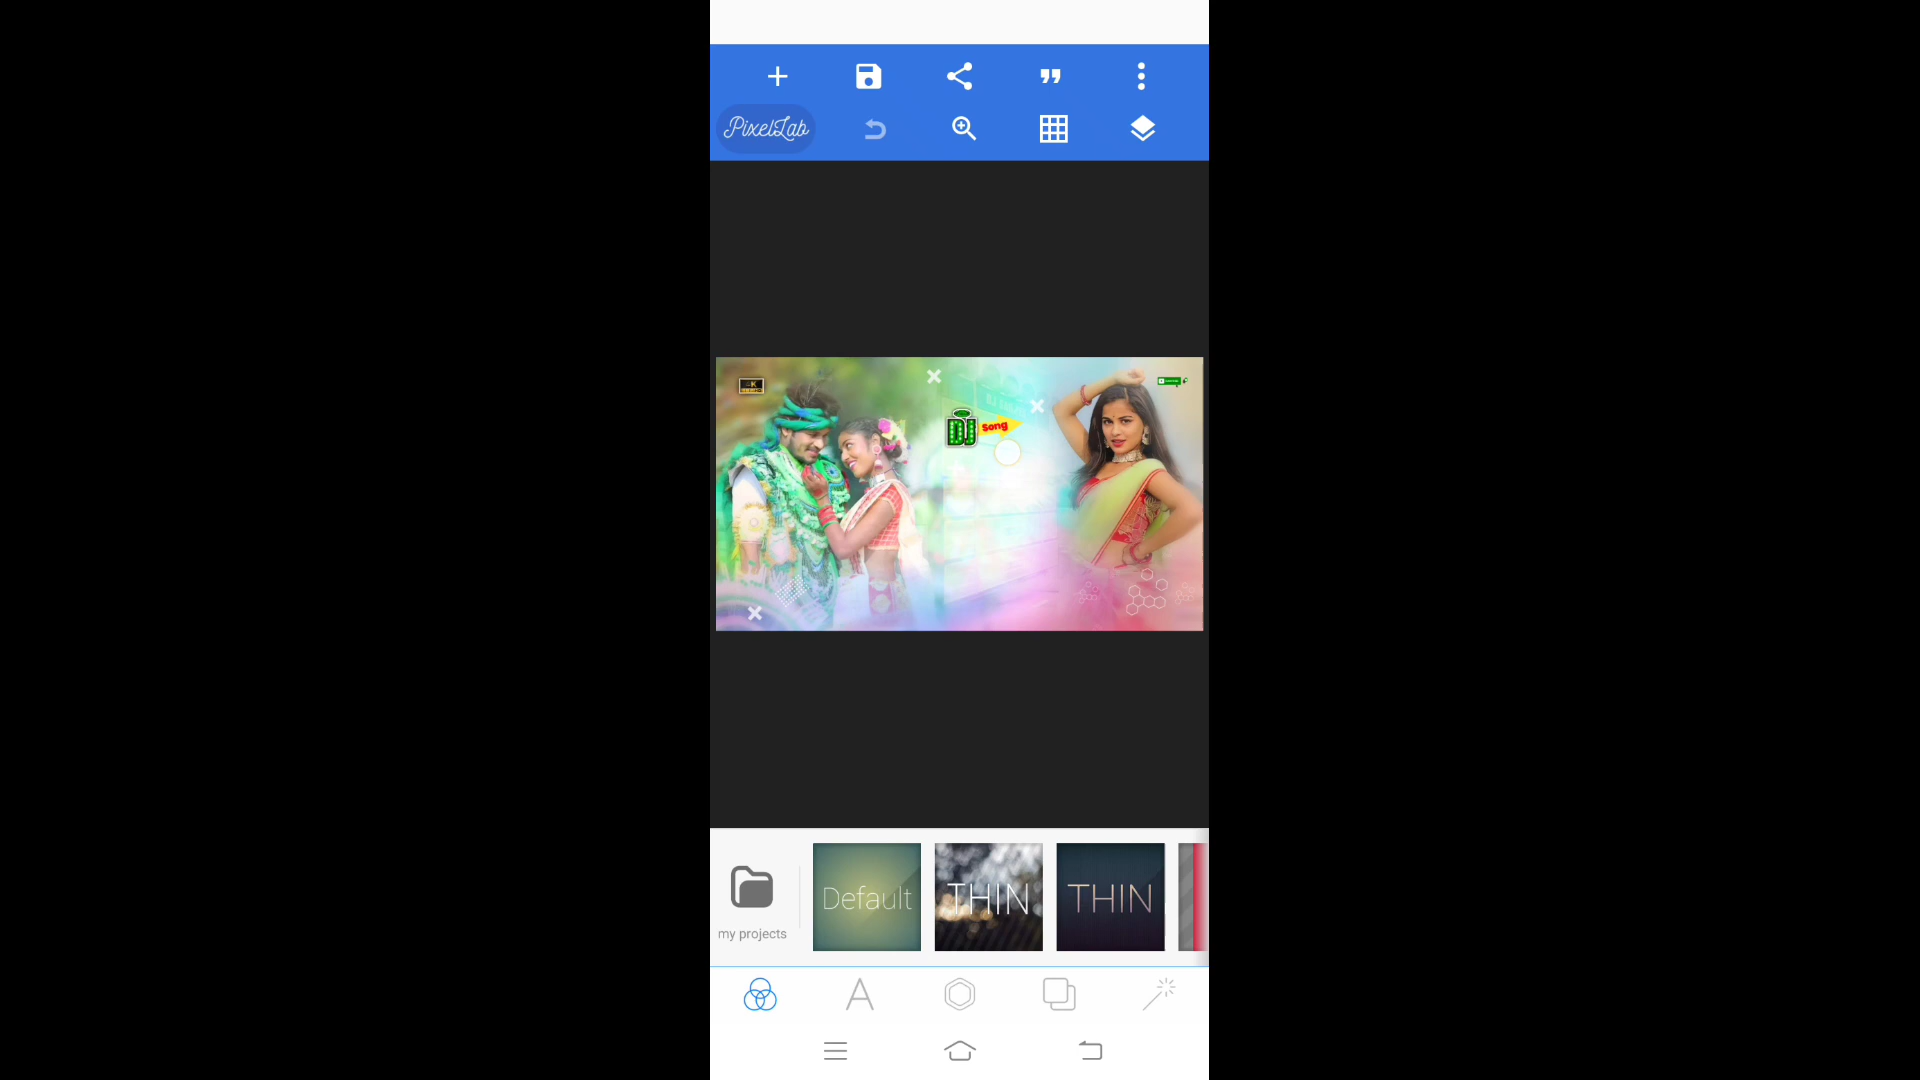 PixelLab
K
DJ
Song
my projects
Default
THIN
THIN